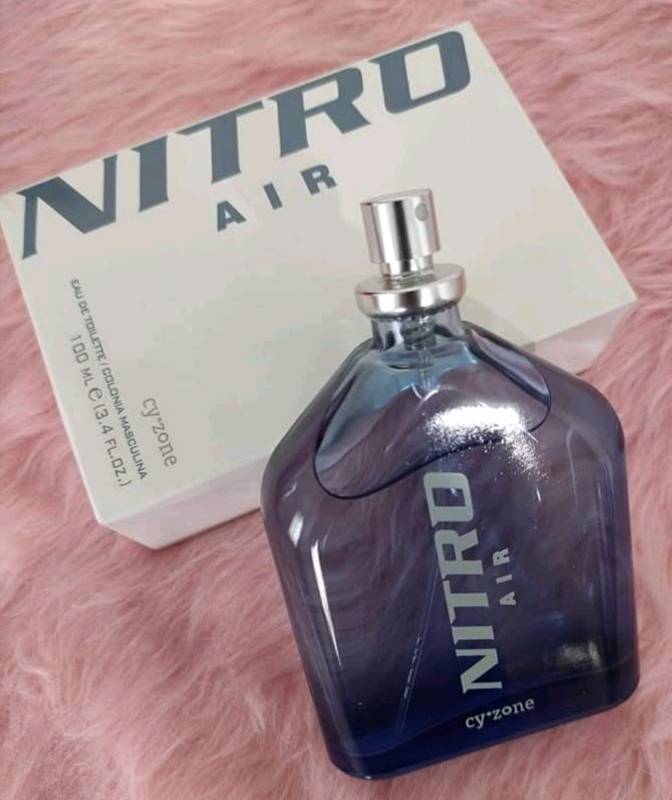 NITRO
AIR
EAU DE TOILETTE / COLONIA MASCULINA
100 ML e (3.4 FL.OZ.)
cy•zone
NITRO
AIR
cy•zone